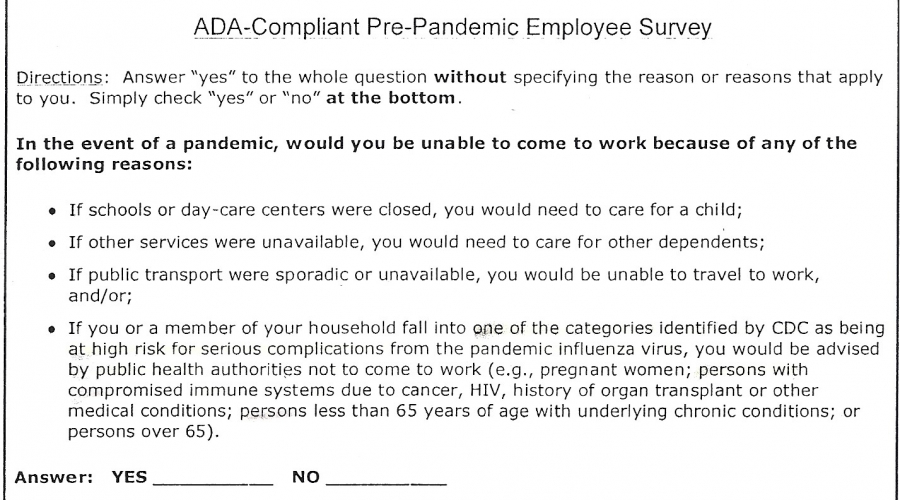 ADA-Compliant Pre-Pandemic Employee Survey
Directions: Answer "yes" to the whole question without specifying the reason or reasons that apply
to you. Simply check "yes" or "no" at the bottom.
In the event of a pandemic, would you be unable to come to work because of any of the
following reasons:
• If schools or day-care centers were closed, you would need to care for a child;
• If other services were unavailable, you would need to care for other dependents;
• If public transport were sporadic or unavailable, you would be unable to travel to work,
and/or;
• If you or a member of your household fall into one of the categories identified by CDC as being
at high risk for serious complications from the pandemic influenza virus, you would be advised
by public health authorities not to come to work (e.g., pregnant women; persons with
compromised immune systems due to cancer, HIV, history of organ transplant or other
medical conditions; persons less than 65 years of age with underlying chronic conditions; or
persons over 65).
Answer: YES ____________ NO ____________